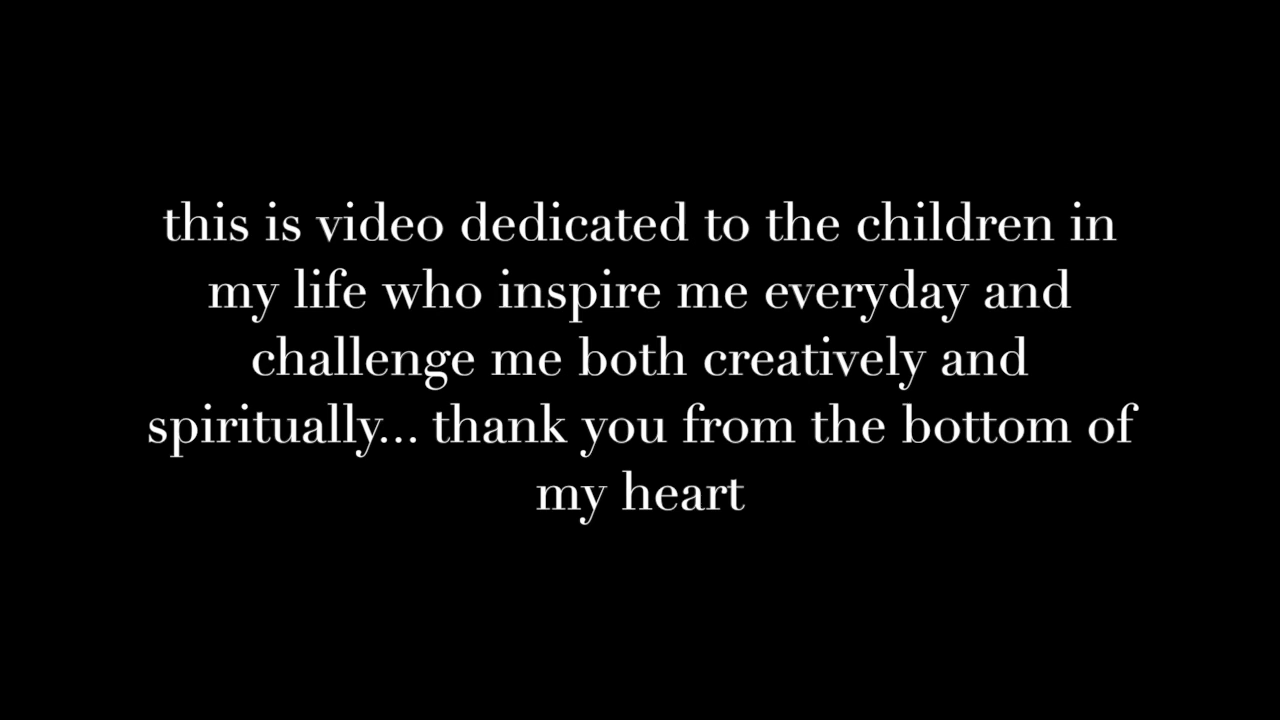 this is video dedicated to the children in
my life who inspire me everyday and
challenge me both creatively and
spiritually... thank you from the bottom of
my heart